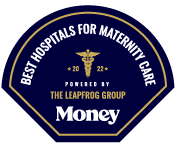 BEST HOSPITALS FOR MATERNITY CARE
★ 20 22 ★
POWERED BY
THE LEAPFROG GROUP
Money